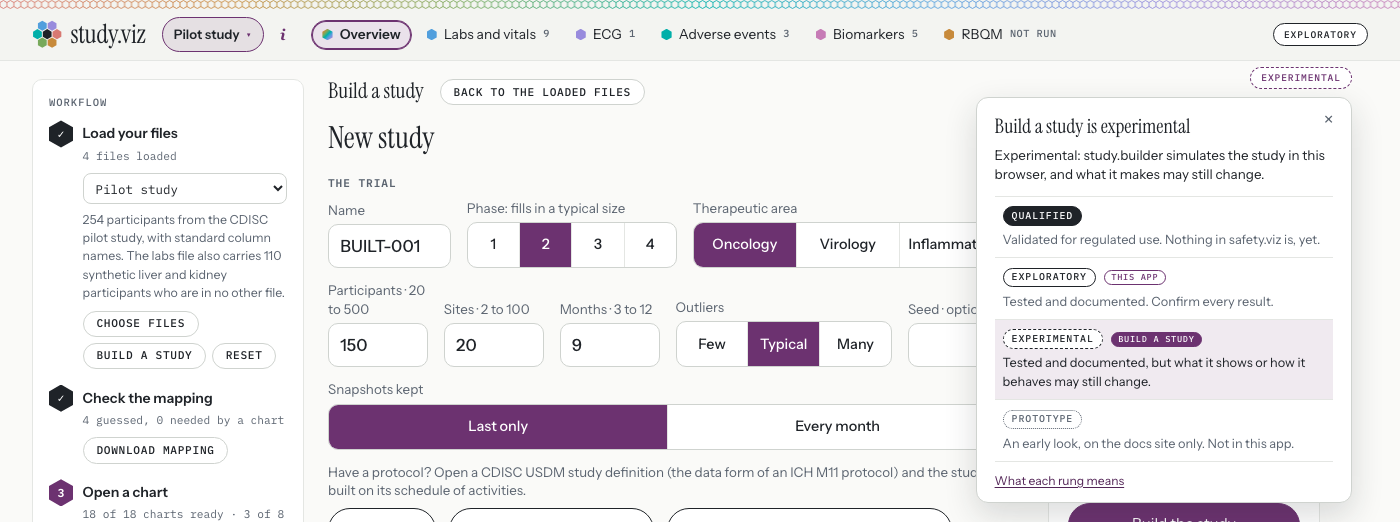 study.viz
Pilot study
i
Overview
Labs and vitals 9
ECG 1
Adverse events 3
Biomarkers 5
RBQM NOT RUN
EXPLORATORY
WORKFLOW
✓ Load your files
4 files loaded
Pilot study
254 participants from the CDISC
pilot study, with standard column
names. The labs file also carries 110
synthetic liver and kidney
participants who are in no other file.
CHOOSE FILES
BUILD A STUDY RESET
✓ Check the mapping
4 guessed, 0 needed by a chart
DOWNLOAD MAPPING
3 Open a chart
18 of 18 charts ready · 3 of 8
Build a study BACK TO THE LOADED FILES
New study
THE TRIAL
Name Phase: fills in a typical size Therapeutic area
BUILT-001 1 2 3 4 Oncology Virology Inflammat
Participants · 20
to 500 Sites · 2 to 100 Months · 3 to 12 Outliers Seed · optio
150 20 9 Few Typical Many
Snapshots kept
Last only Every month
Have a protocol? Open a CDISC USDM study definition (the data form of an ICH M11 protocol) and the stud
built on its schedule of activities.
EXPERIMENTAL
Build a study is experimental ×
Experimental: study.builder simulates the study in this
browser, and what it makes may still change.
QUALIFIED
Validated for regulated use. Nothing in safety.viz is, yet.
EXPLORATORY THIS APP
Tested and documented. Confirm every result.
EXPERIMENTAL BUILD A STUDY
Tested and documented, but what it shows or how it
behaves may still change.
PROTOTYPE
An early look, on the docs site only. Not in this app.
What each rung means
Build the study